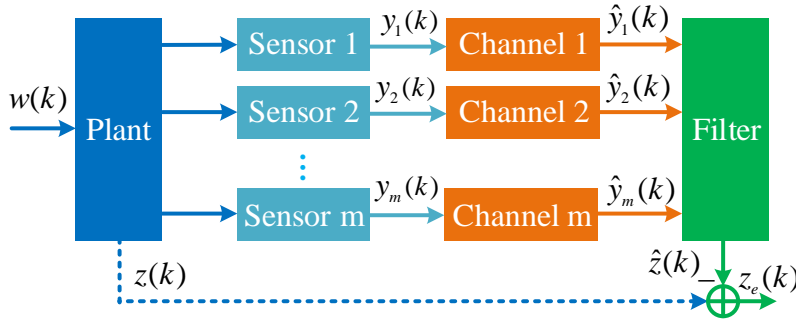 w(k)
Plant
Sensor 1
y₁(k)
Channel 1
ŷ₁(k)
Sensor 2
y₂(k)
Channel 2
ŷ₂(k)
⋮
Sensor m
yₘ(k)
Channel m
ŷₘ(k)
Filter
z(k)
ẑ(k)
−
zₑ(k)